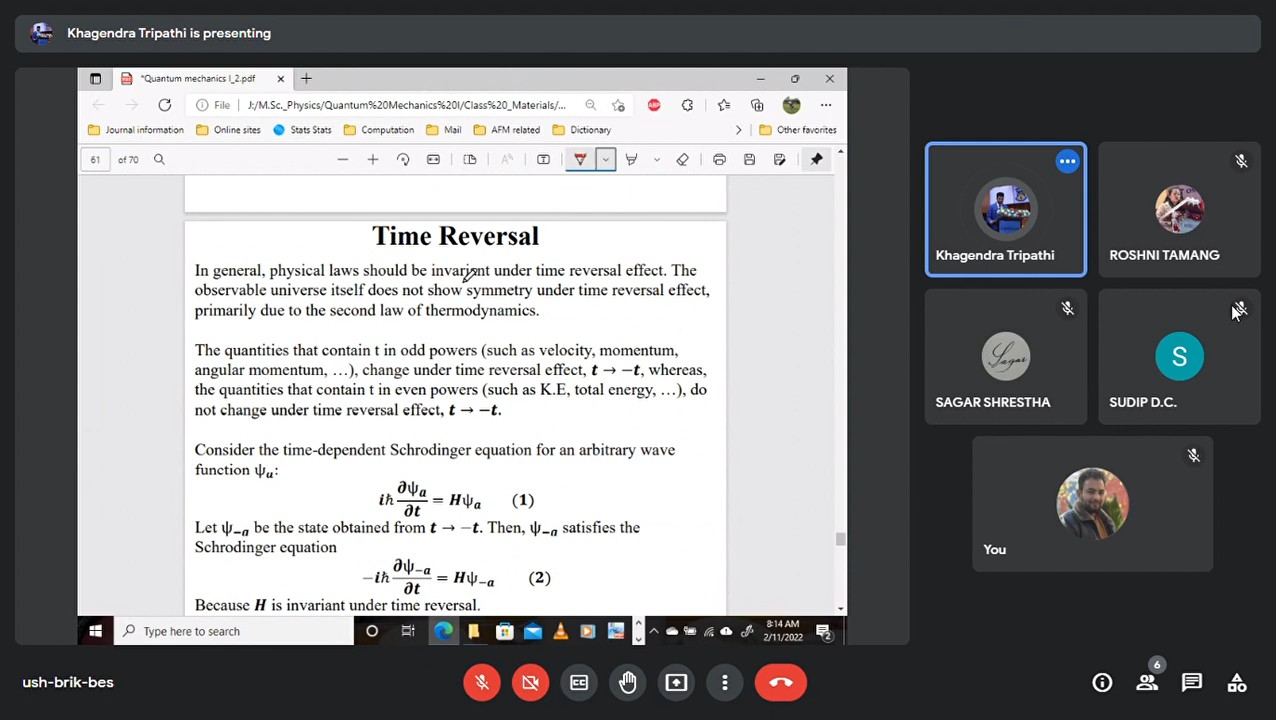 Khagendra Tripathi is presenting
*Quantum mechanics I_2.pdf
File J:/M.Sc._Physics/Quantum%20Mechanics%20I/Class%20_Materials/...
ABP
Journal information Online sites Stats Stats Computation Mail AFM related Dictionary Other favorites
61 of 70
Time Reversal
In general, physical laws should be invariant under time reversal effect. The
observable universe itself does not show symmetry under time reversal effect,
primarily due to the second law of thermodynamics.
The quantities that contain t in odd powers (such as velocity, momentum,
angular momentum, …), change under time reversal effect, t → −t, whereas,
the quantities that contain t in even powers (such as K.E, total energy, …), do
not change under time reversal effect, t → −t.
Consider the time-dependent Schrodinger equation for an arbitrary wave
function ψₐ:
iℏ ∂ψₐ/∂t = Hψₐ (1)
Let ψ₋ₐ be the state obtained from t → −t. Then, ψ₋ₐ satisfies the
Schrodinger equation
−iℏ ∂ψ₋ₐ/∂t = Hψ₋ₐ (2)
Because H is invariant under time reversal.
Type here to search
8:14 AM
2/11/2022
2
Khagendra Tripathi
ROSHNI TAMANG
Sagar
SAGAR SHRESTHA
S
SUDIP D.C.
You
ush-brik-bes
CC
6